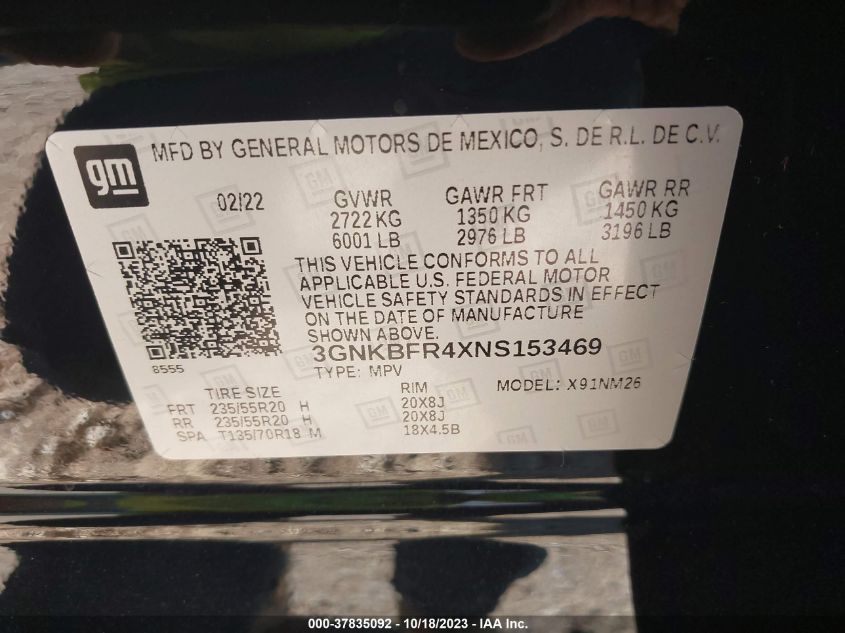 gm
MFD BY GENERAL MOTORS DE MEXICO, S. DE R.L. DE C.V.
02/22 GVWR GAWR FRT GAWR RR
2722 KG 1350 KG 1450 KG
6001 LB 2976 LB 3196 LB
THIS VEHICLE CONFORMS TO ALL
APPLICABLE U.S. FEDERAL MOTOR
VEHICLE SAFETY STANDARDS IN EFFECT
ON THE DATE OF MANUFACTURE
SHOWN ABOVE.
3GNKBFR4XNS153469
8555
TYPE: MPV MODEL: X91NM26
TIRE SIZE RIM
FRT 235/55R20 H 20X8J
RR 235/55R20 H 20X8J
SPA T135/70R18 M 18X4.5B
000-37835092 - 10/18/2023 - IAA Inc.